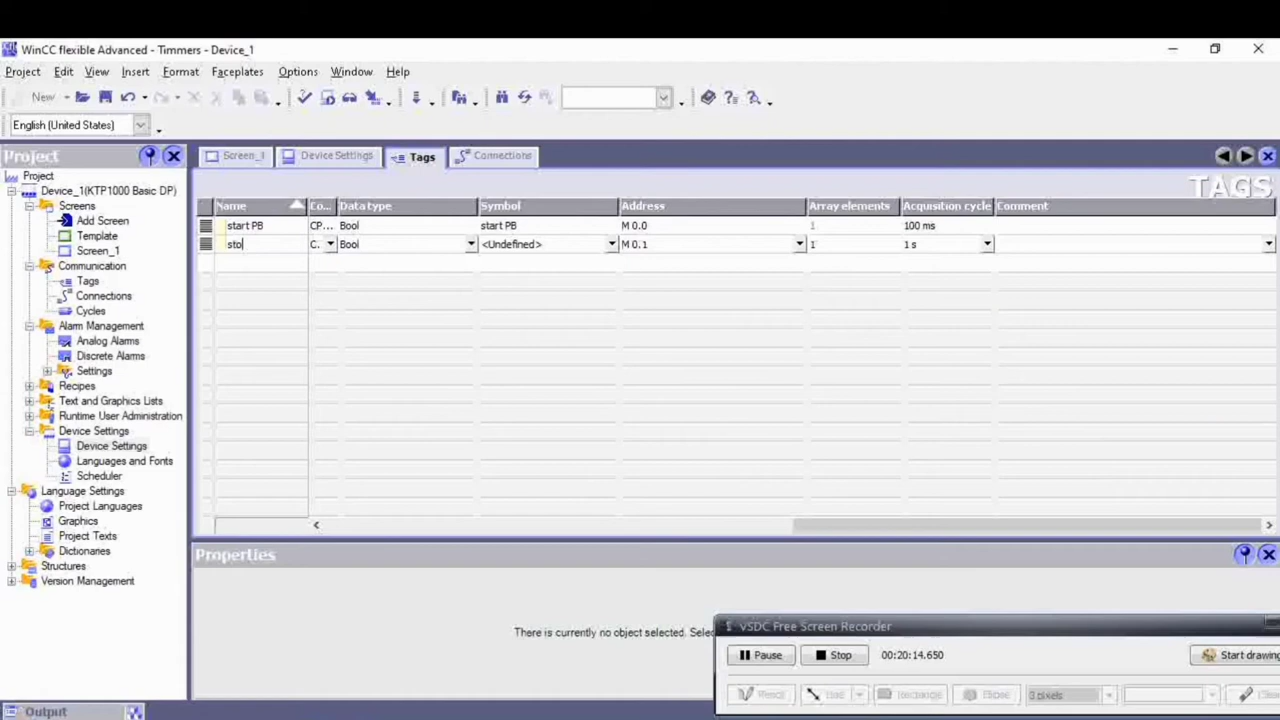 WinCC flexible Advanced - Timmers - Device_1
Project Edit View Insert Format Faceplates Options Window Help
New
English (United States)
Project
Screen_1 Device Settings Tags Connections
TAGS
Project
Device_1(KTP1000 Basic DP)
Screens
Add Screen
Template
Screen_1
Communication
Tags
Connections
Cycles
Alarm Management
Analog Alarms
Discrete Alarms
Settings
Recipes
Text and Graphics Lists
Runtime User Administration
Device Settings
Device Settings
Languages and Fonts
Scheduler
Language Settings
Project Languages
Graphics
Project Texts
Dictionaries
Structures
Version Management
Name Co... Data type Symbol Address Array elements Acquisition cycle Comment
start PB CP... Bool start PB M 0.0 1 100 ms
sto C. Bool <Undefined> M 0.1 1 1 s
Properties
There is currently no object selected. Selec
VSDC Free Screen Recorder
Pause Stop 00:20:14.650 Start drawing
Pencil Line Rectangle Ellipse 3 pixels
Output